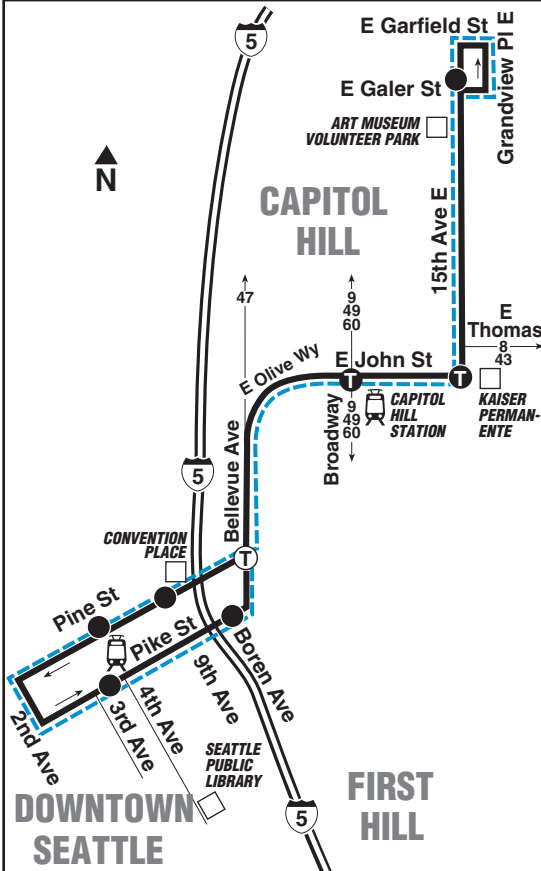 5
E Garfield St
Grandview Pl E
E Galer St
ART MUSEUM
VOLUNTEER PARK
N
CAPITOL
HILL
15th Ave E
47
9
49
60
E
Thomas
8
43
E Olive Wy
E John St
T
T
KAISER
PERMAN-
ENTE
CAPITOL
HILL
STATION
Broadway
9
49
60
5
Bellevue Ave
CONVENTION
PLACE
T
Pine St
Pike St
Boren Ave
9th Ave
4th Ave
3rd Ave
2nd Ave
SEATTLE
PUBLIC
LIBRARY
DOWNTOWN
SEATTLE
FIRST
HILL
5